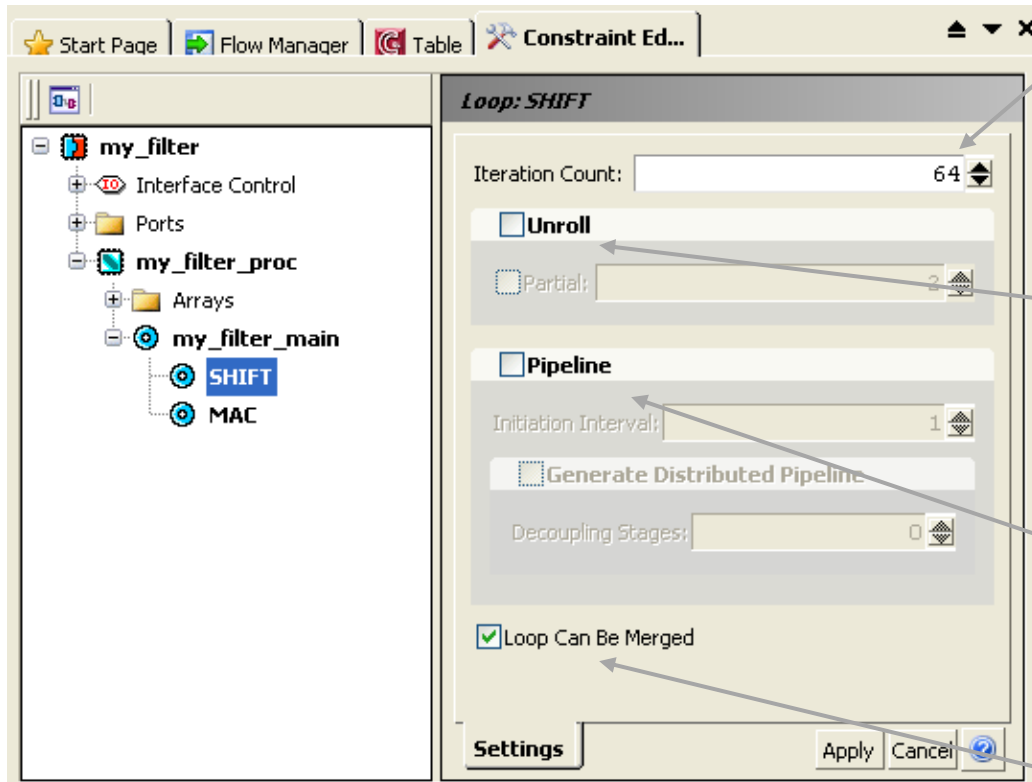 Start Page Flow Manager Table Constraint Ed...
my_filter
Interface Control
Ports
my_filter_proc
Arrays
my_filter_main
SHIFT
MAC
Loop: SHIFT
Iteration Count: 64
Unroll
Partial: 2
Pipeline
Initiation Interval: 1
Generate Distributed Pipeline
Decoupling Stages: 0
Loop Can Be Merged
Settings Apply Cancel